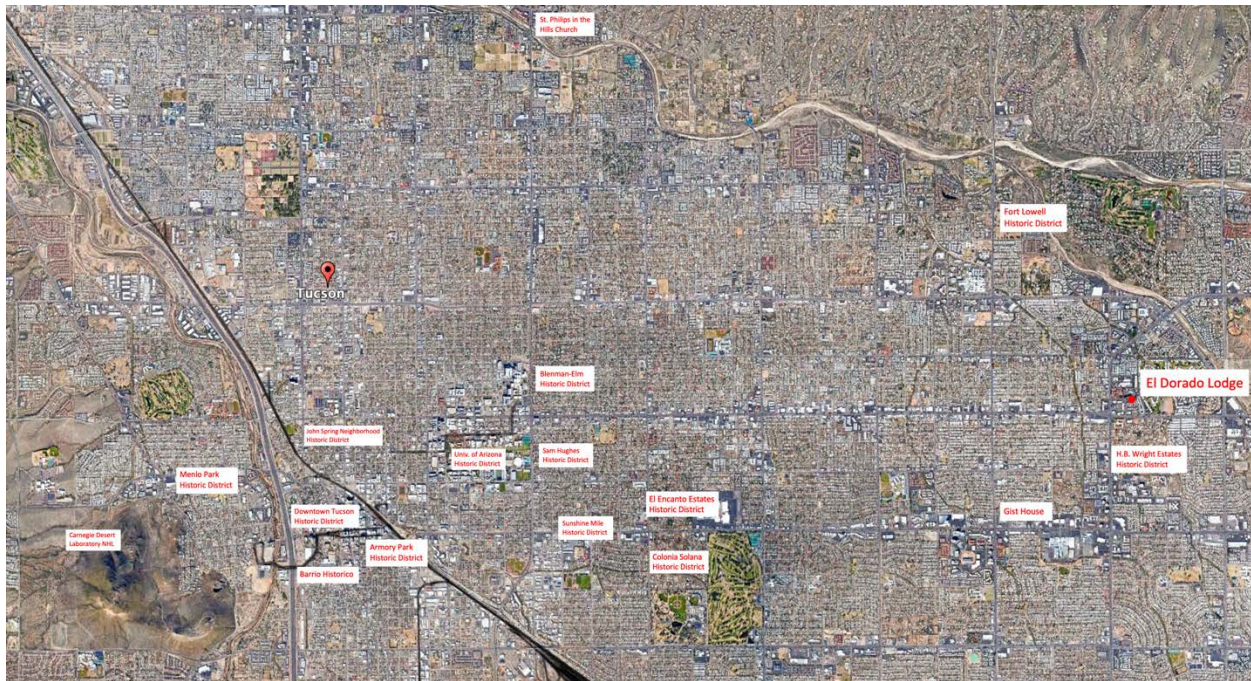 St. Philips in the
Hills Church
Fort Lowell
Historic District
Tucson
Blenman-Elm
Historic District
El Dorado Lodge
John Spring Neighborhood
Historic District
Univ. of Arizona
Historic District
Sam Hughes
Historic District
H.B. Wright Estates
Historic District
Menlo Park
Historic District
El Encanto Estates
Historic District
Downtown Tucson
Historic District
Sunshine Mile
Historic District
Gist House
Carnegie Desert
Laboratory NHL
Armory Park
Historic District
Colonia Solana
Historic District
Barrio Historico